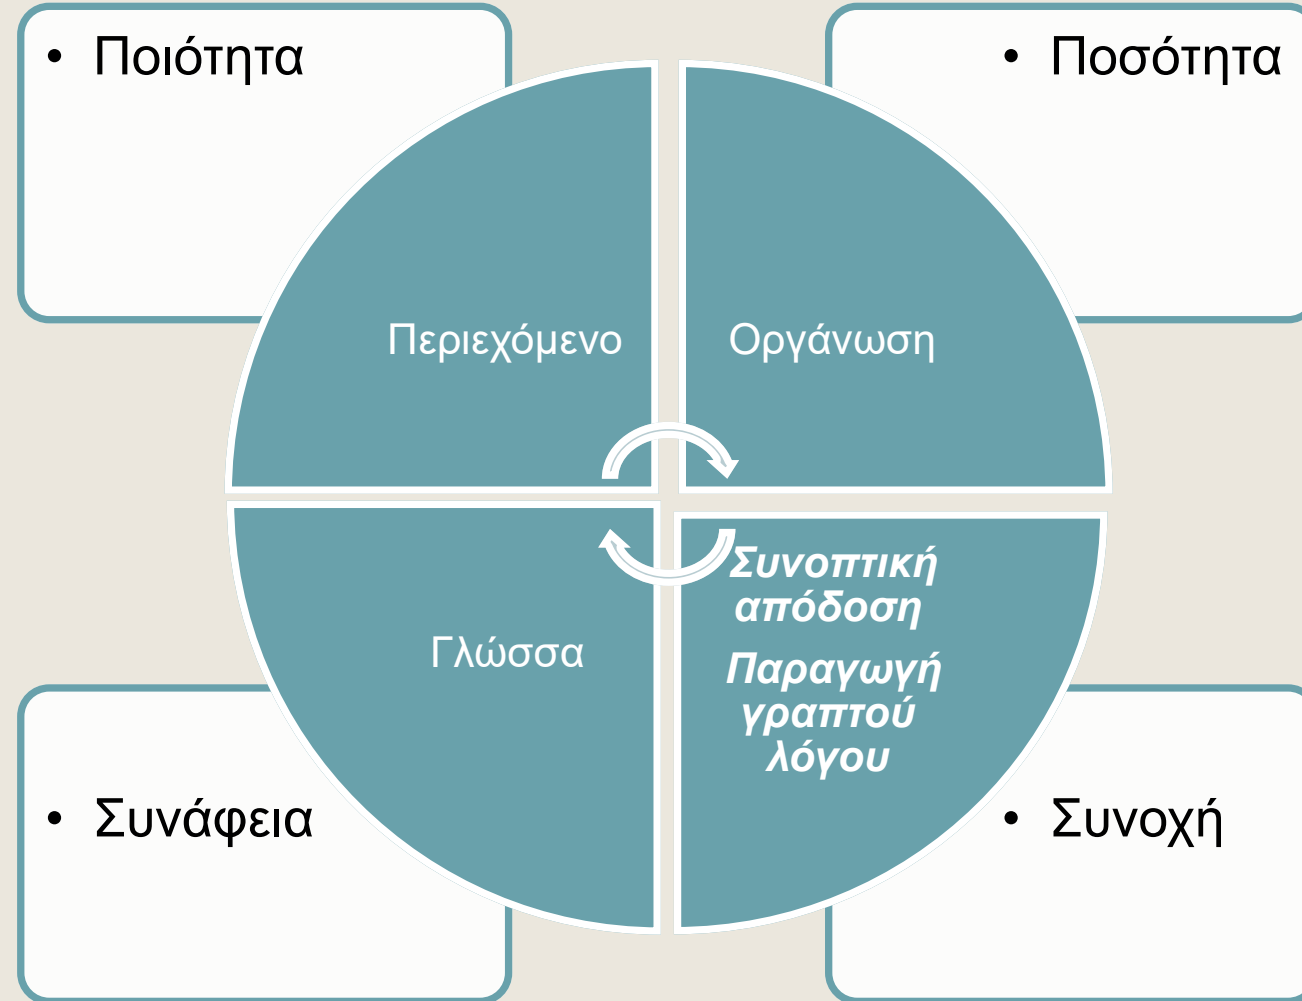 • Ποιότητα
• Ποσότητα
Περιεχόμενο
Οργάνωση
Γλώσσα
Συνοπτική
απόδοση
Παραγωγή
γραπτού
λόγου
• Συνάφεια
• Συνοχή